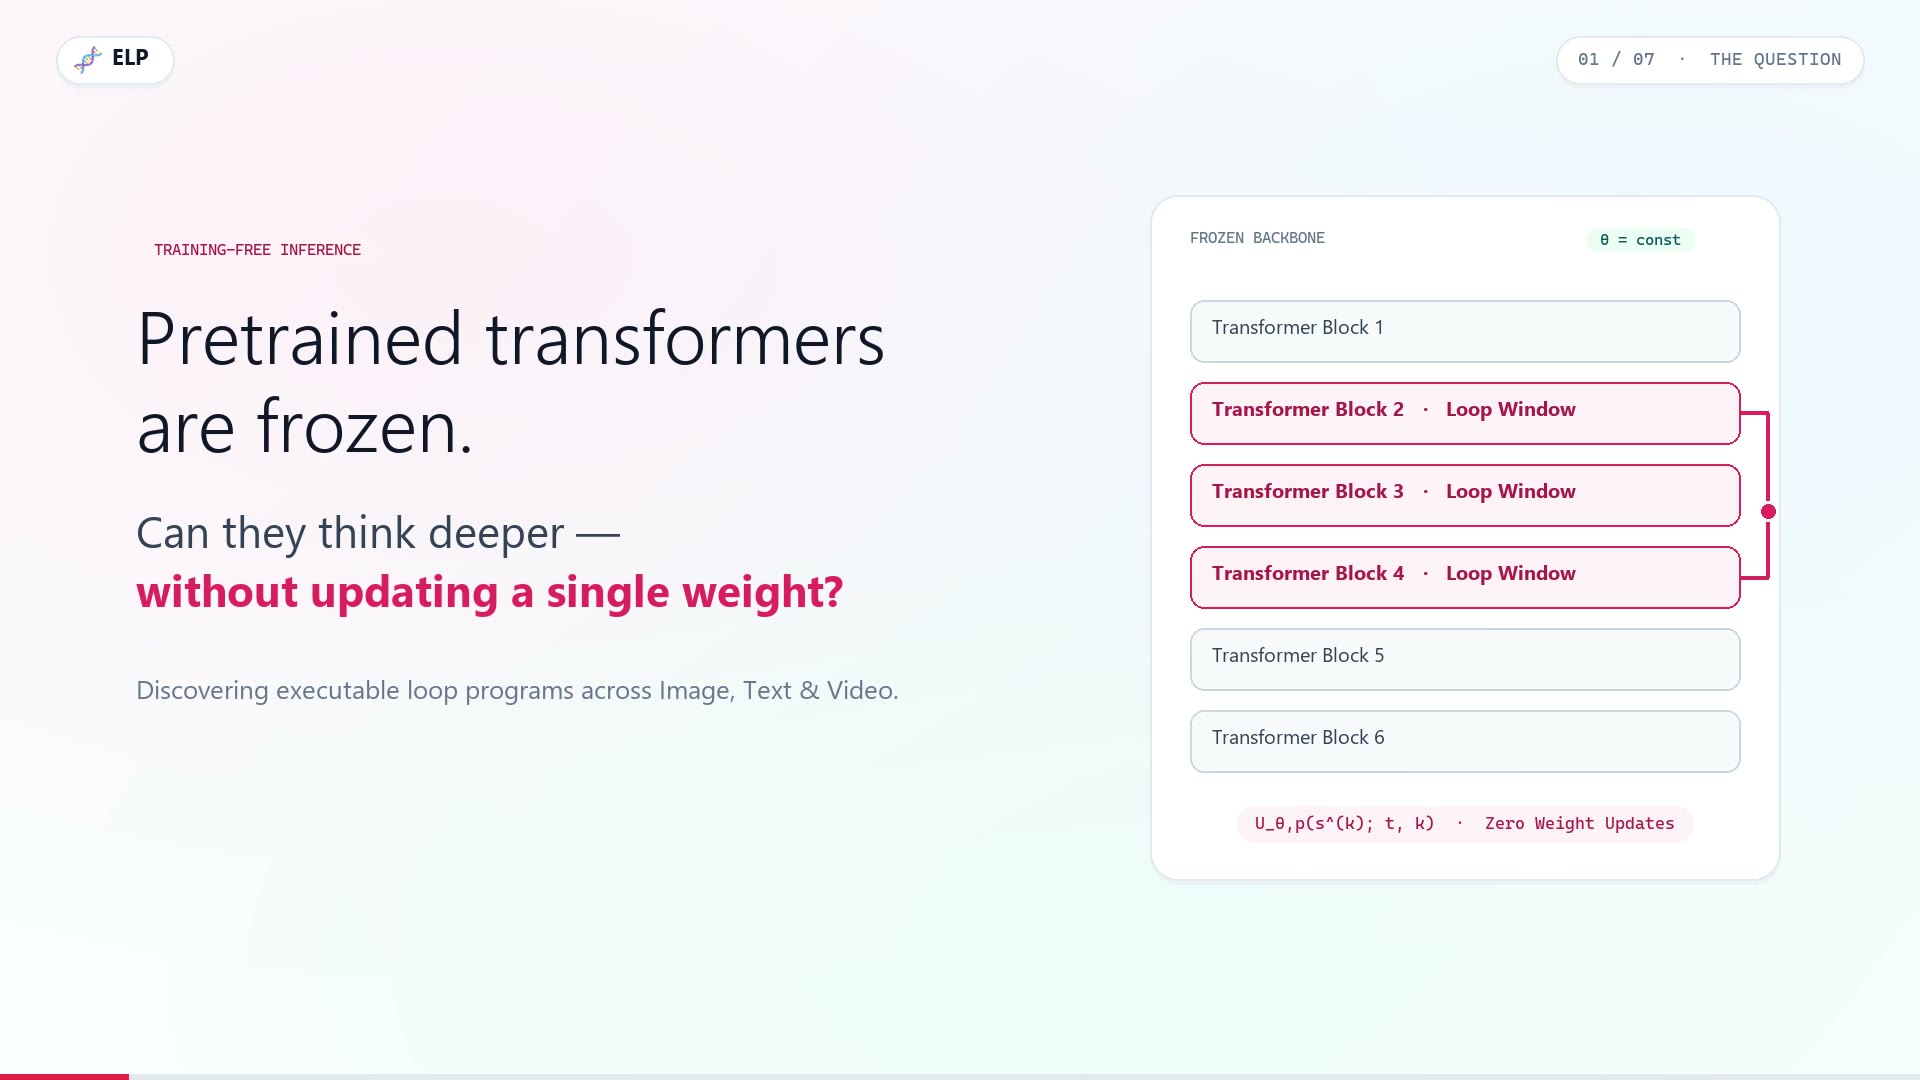 ELP
01 / 07 · THE QUESTION
TRAINING-FREE INFERENCE
Pretrained transformers
are frozen.
Can they think deeper —
without updating a single weight?
Discovering executable loop programs across Image, Text & Video.
FROZEN BACKBONE
θ = const
Transformer Block 1
Transformer Block 2 · Loop Window
Transformer Block 3 · Loop Window
Transformer Block 4 · Loop Window
Transformer Block 5
Transformer Block 6
U_θ,p(s^(k); t, k) · Zero Weight Updates